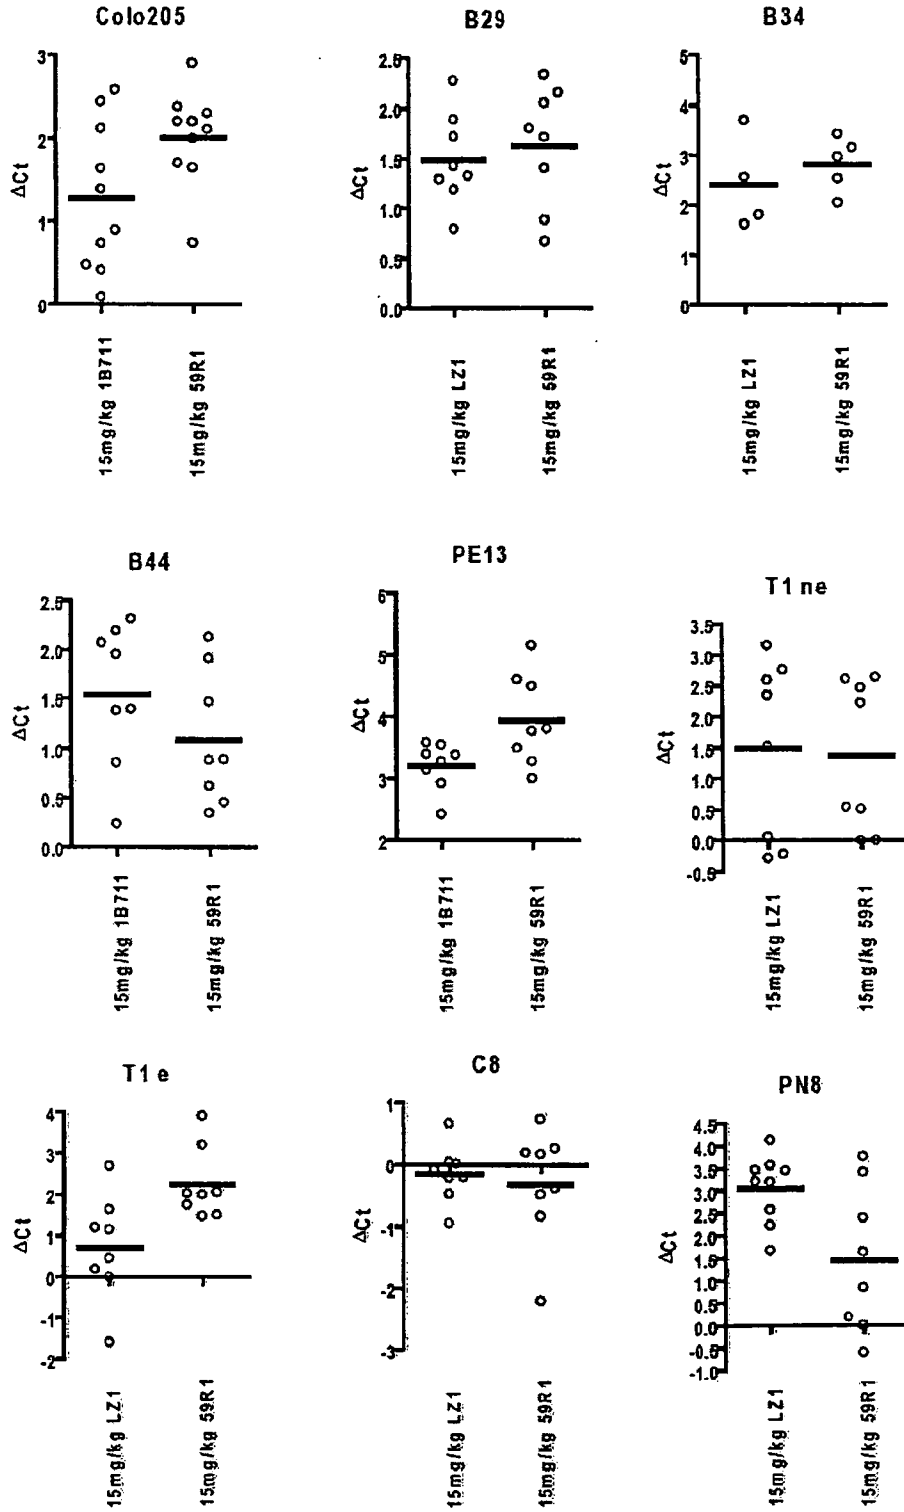 Colo205
3
2
1
0
ΔCt
15mg/kg 1B711
15mg/kg 59R1
B29
2.5
2.0
1.5
1.0
0.5
0.0
ΔCt
15mg/kg LZ1
15mg/kg 59R1
B34
5
4
3
2
1
0
ΔCt
15mg/kg LZ1
15mg/kg 59R1
B44
2.5
2.0
1.5
1.0
0.5
0.0
ΔCt
15mg/kg 1B711
15mg/kg 59R1
PE13
6
5
4
3
2
ΔCt
15mg/kg 1B711
15mg/kg 59R1
T1 ne
3.5
3.0
2.5
2.0
1.5
1.0
0.5
0.0
-0.5
ΔCt
15mg/kg LZ1
15mg/kg 59R1
T1 e
4
3
2
1
0
-1
-2
ΔCt
15mg/kg LZ1
15mg/kg 59R1
C8
1
0
-1
-2
-3
ΔCt
15mg/kg LZ1
15mg/kg 59R1
PN8
4.5
4.0
3.5
3.0
2.5
2.0
1.5
1.0
0.5
0.0
-0.5
-1.0
ΔCt
15mg/kg LZ1
15mg/kg 59R1